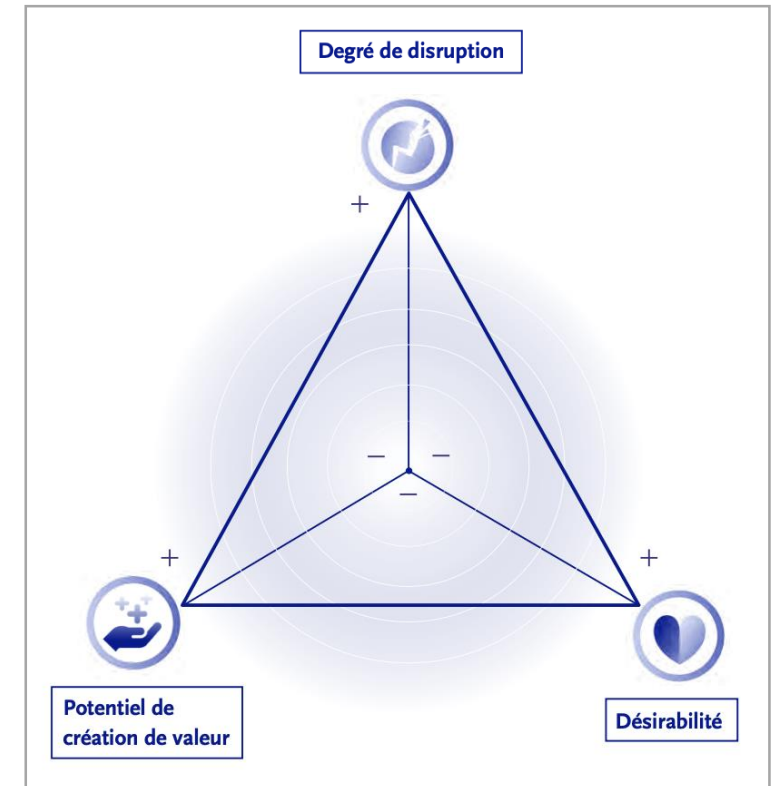 Degré de disruption
+
– –
–
+ +
Potentiel de
création de valeur
Désirabilité